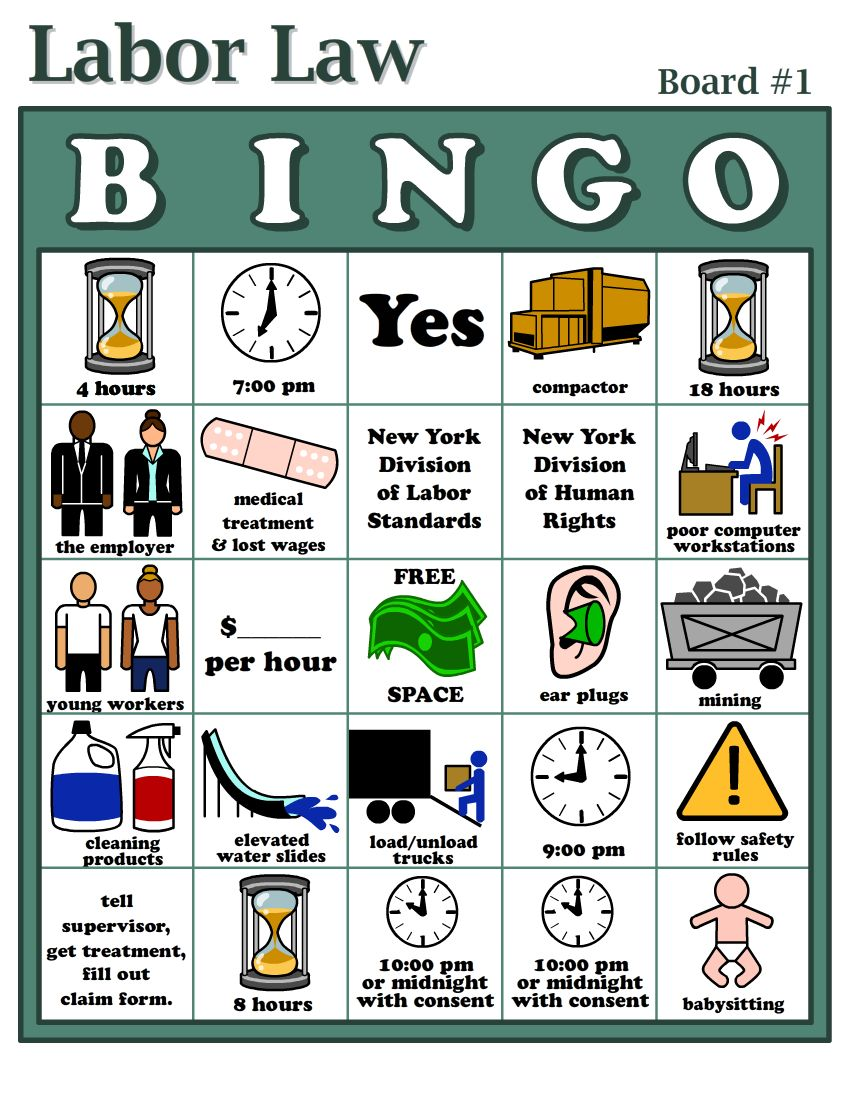 Labor Law
Board #1
B I N G O
4 hours
7:00 pm
Yes
compactor
18 hours
the employer
medical
treatment
& lost wages
New York
Division
of Labor
Standards
New York
Division
of Human
Rights
poor computer
workstations
young workers
$______
per hour
FREE
SPACE
ear plugs
mining
cleaning
products
elevated
water slides
load/unload
trucks
9:00 pm
follow safety
rules
tell
supervisor,
get treatment,
fill out
claim form.
8 hours
10:00 pm
or midnight
with consent
10:00 pm
or midnight
with consent
babysitting